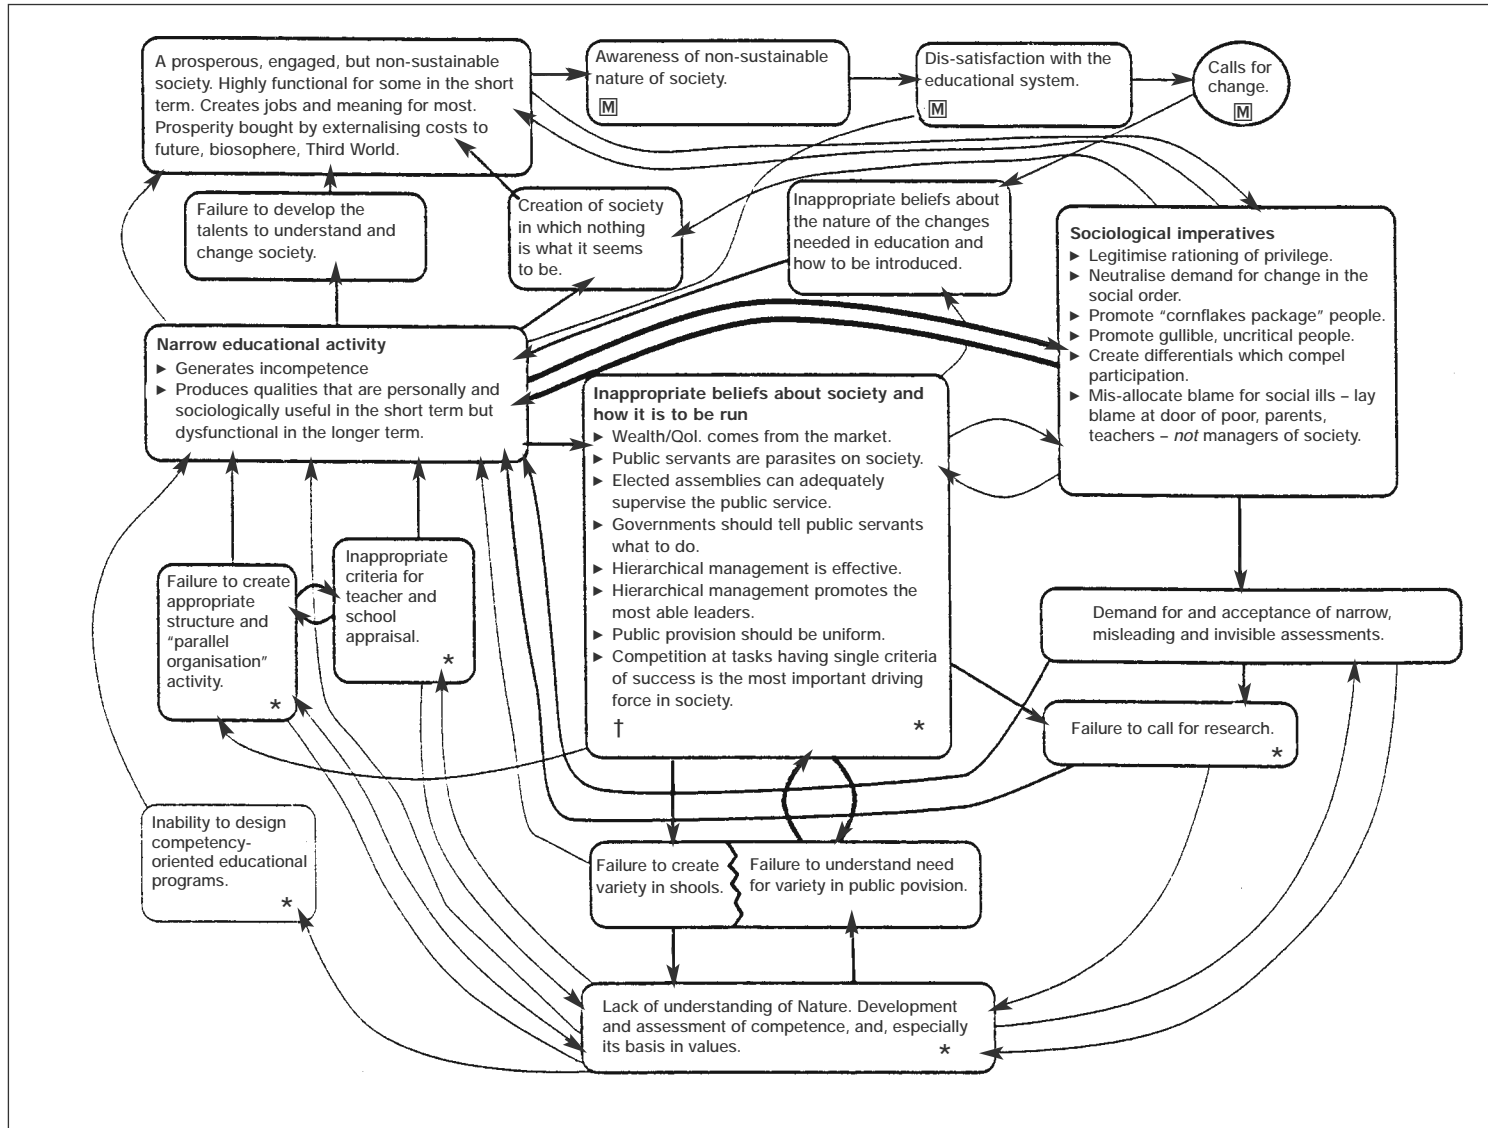 A prosperous, engaged, but non-sustainable
society. Highly functional for some in the short
term. Creates jobs and meaning for most.
Prosperity bought by externalising costs to
future, biosphere, Third World.
Awareness of non-sustainable
nature of society.
M
Dis-satisfaction with the
educational system.
M
Calls for
change.
M
Failure to develop the
talents to understand and
change society.
Creation of society
in which nothing
is what it seems
to be.
Inappropriate beliefs about
the nature of the changes
needed in education and
how to be introduced.
Sociological imperatives
► Legitimise rationing of privilege.
► Neutralise demand for change in the
social order.
► Promote “cornflakes package” people.
► Promote gullible, uncritical people.
► Create differentials which compel
participation.
► Mis-allocate blame for social ills – lay
blame at door of poor, parents,
teachers – not managers of society.
Narrow educational activity
► Generates incompetence
► Produces qualities that are personally and
sociologically useful in the short term but
dysfunctional in the longer term.
Inappropriate beliefs about society and
how it is to be run
► Wealth/Qol. comes from the market.
► Public servants are parasites on society.
► Elected assemblies can adequately
supervise the public service.
► Governments should tell public servants
what to do.
► Hierarchical management is effective.
► Hierarchical management promotes the
most able leaders.
► Public provision should be uniform.
► Competition at tasks having single criteria
of success is the most important driving
force in society.
† *
Failure to create
appropriate
structure and
“parallel
organisation”
activity.
*
Inappropriate
criteria for
teacher and
school
appraisal.
*
Demand for and acceptance of narrow,
misleading and invisible assessments.
Failure to call for research.
*
Inability to design
competency-
oriented educational
programs.
*
Failure to create
variety in shools.
Failure to understand need
for variety in public povision.
Lack of understanding of Nature. Development
and assessment of competence, and, especially
its basis in values.
*